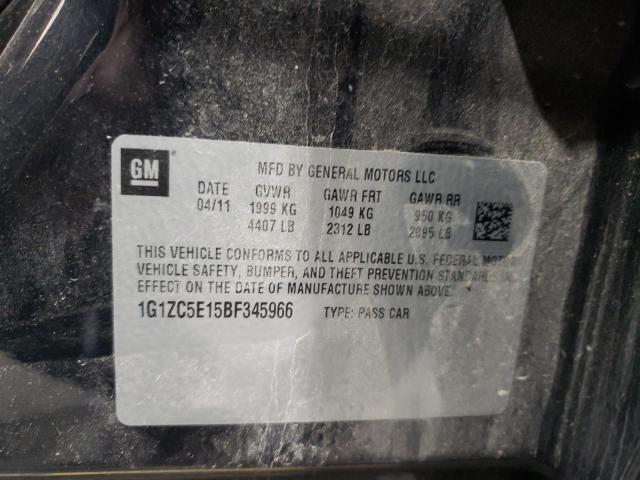 GM
MFD BY GENERAL MOTORS LLC
DATE GVWR GAWR FRT GAWR RR
04/11 1999 KG 1049 KG 950 KG
4407 LB 2312 LB 2095 LB
THIS VEHICLE CONFORMS TO ALL APPLICABLE U.S. FEDERAL MOTOR
VEHICLE SAFETY, BUMPER, AND THEFT PREVENTION STANDARDS IN
EFFECT ON THE DATE OF MANUFACTURE SHOWN ABOVE.
1G1ZC5E15BF345966 TYPE: PASS CAR